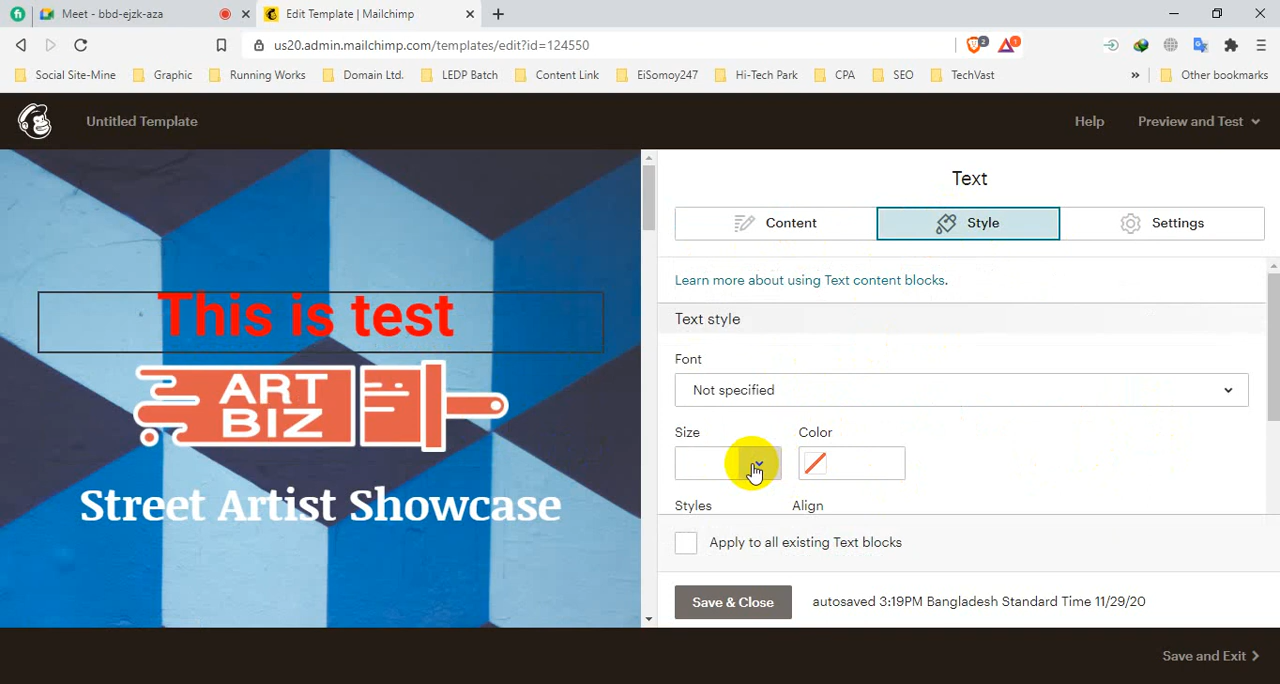 Meet - bbd-ejzk-aza
Edit Template | Mailchimp
us20.admin.mailchimp.com/templates/edit?id=124550
2
1
Social Site-Mine
Graphic
Running Works
Domain Ltd.
LEDP Batch
Content Link
EiSomoy247
Hi-Tech Park
CPA
SEO
TechVast
»
Other bookmarks
Untitled Template
Help
Preview and Test
This is test
ART
BIZ
Street Artist Showcase
Text
Content
Style
Settings
Learn more about using Text content blocks.
Text style
Font
Not specified
Size
Color
Styles
Align
Apply to all existing Text blocks
Save & Close
autosaved 3:19PM Bangladesh Standard Time 11/29/20
Save and Exit